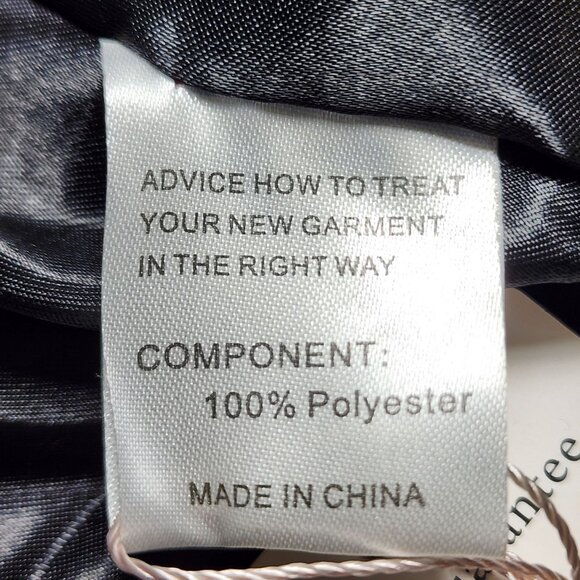 ADVICE HOW TO TREAT
YOUR NEW GARMENT
IN THE RIGHT WAY
COMPONENT:
100% Polyester
MADE IN CHINA